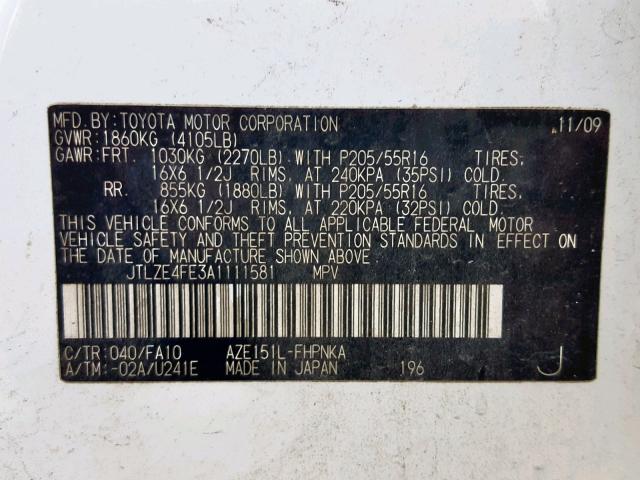 MFD.BY:TOYOTA MOTOR CORPORATION 11/09
GVWR:1860KG (4105LB)
GAWR:FRT. 1030KG (2270LB) WITH P205/55R16 TIRES,
16X6 1/2J RIMS, AT 240KPA (35PSI) COLD.
RR. 855KG (1880LB) WITH P205/55R16 TIRES,
16X6 1/2J RIMS, AT 220KPA (32PSI) COLD.
THIS VEHICLE CONFORMS TO ALL APPLICABLE FEDERAL MOTOR
VEHICLE SAFETY AND THEFT PREVENTION STANDARDS IN EFFECT ON
THE DATE OF MANUFACTURE SHOWN ABOVE.
JTLZE4FE3A1111581 MPV
C/TR:040/FA10 AZE151L-FHPNKA
A/TM:-02A/U241E MADE IN JAPAN 196 J